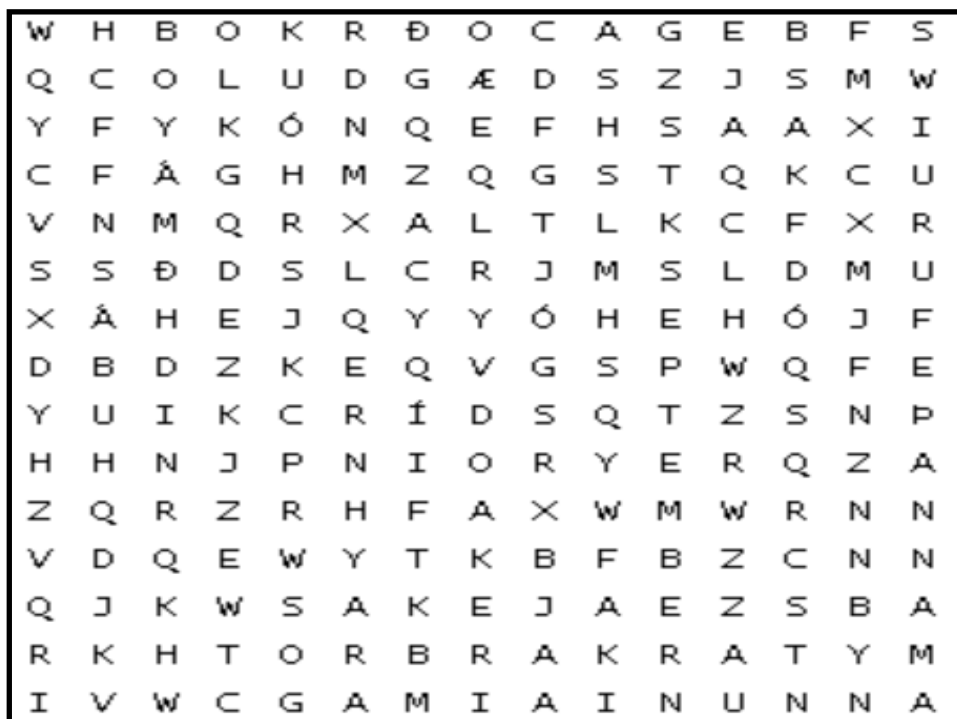 W H B O K R Ð O C A G E B F S
Q C O L U D G Æ D S Z J S M W
Y F Y K Ó N Q E F H S A A X I
C F Á G H M Z Q G S T Q K C U
V N M Q R X A L T L K C F X R
S S Ð D S L C R J M S L D M U
X Á H E J Q Y Y Ó H E H Ó J F
D B D Z K E Q V G S P W Q F E
Y U I K C R Í D S Q T Z S N Þ
H H N J P N I O R Y E R Q Z A
Z Q R Z R H F A X W M W R N N
V D Q E W Y T K B F B Z C N N
Q J K W S A K E J A E Z S B A
R K H T O R B R A K R A T Y M
I V W C G A M I A I N U N N A